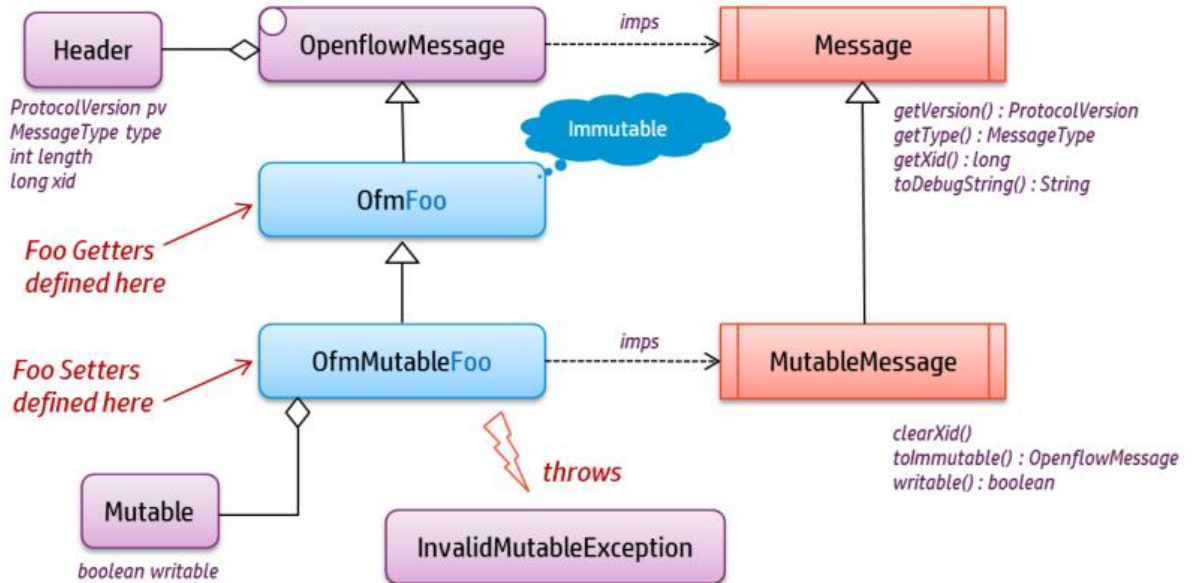 Header
OpenflowMessage
imps
Message
ProtocolVersion pv
MessageType type
int length
long xid
Immutable
getVersion() : ProtocolVersion
getType() : MessageType
getXid() : long
toDebugString() : String
OfmFoo
Foo Getters
defined here
OfmMutableFoo
imps
MutableMessage
Foo Setters
defined here
clearXid()
toImmutable() : OpenflowMessage
writable() : boolean
throws
Mutable
boolean writable
InvalidMutableException